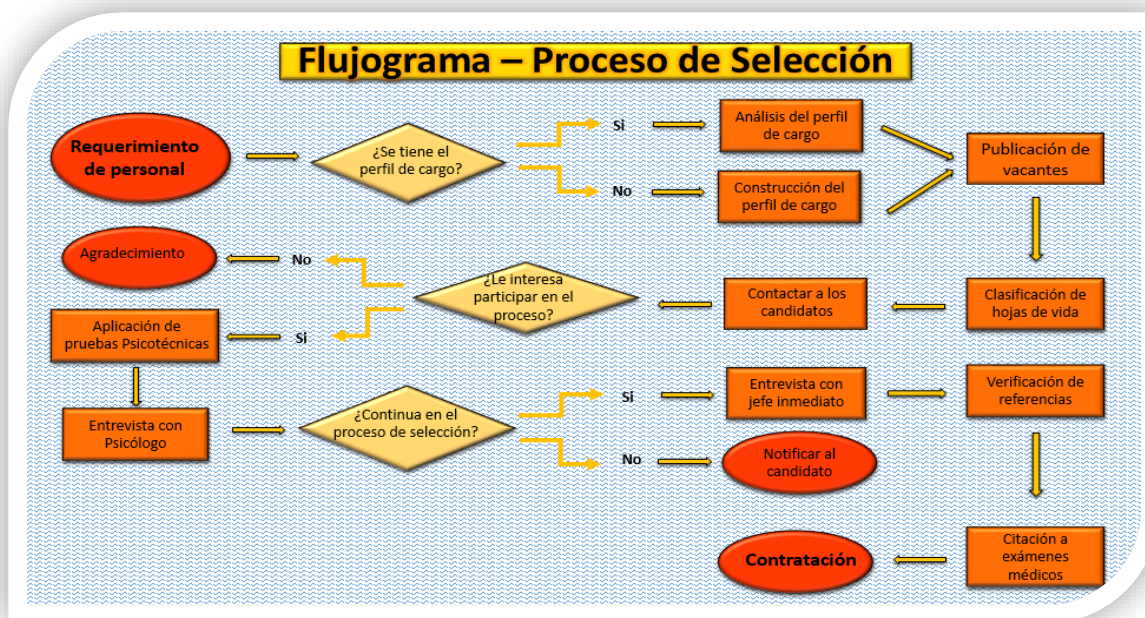 Flujograma – Proceso de Selección
Requerimiento
de personal
¿Se tiene el
perfil de cargo?
Si
Análisis del perfil
de cargo
No
Construcción del
perfil de cargo
Publicación de
vacantes
Clasificación de
hojas de vida
Contactar a los
candidatos
¿Le interesa
participar en el
proceso?
No
Agradecimiento
Si
Aplicación de
pruebas Psicotécnicas
Entrevista con
Psicólogo
¿Continua en el
proceso de selección?
Si
Entrevista con
jefe inmediato
Verificación de
referencias
No
Notificar al
candidato
Citación a
exámenes
médicos
Contratación